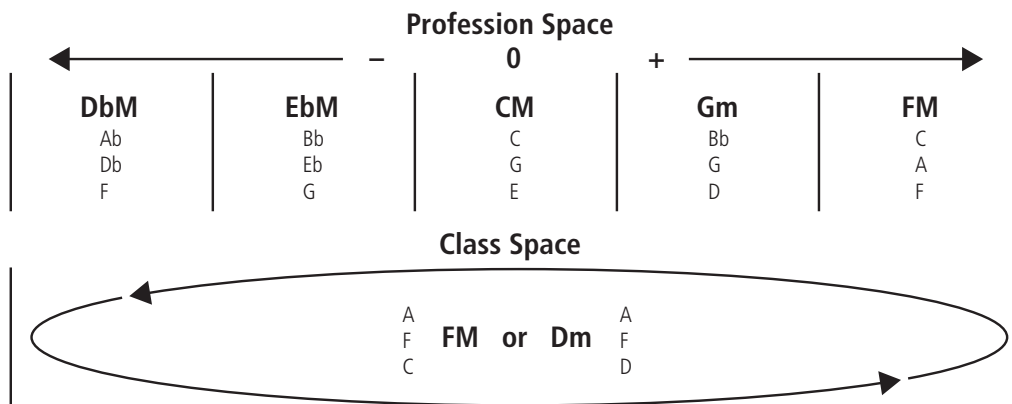 Profession Space
– 0 +
DbM EbM CM Gm FM
Ab Bb C Bb C
Db Eb G G A
F G E D F
Class Space
A A
F FM or Dm F
C D